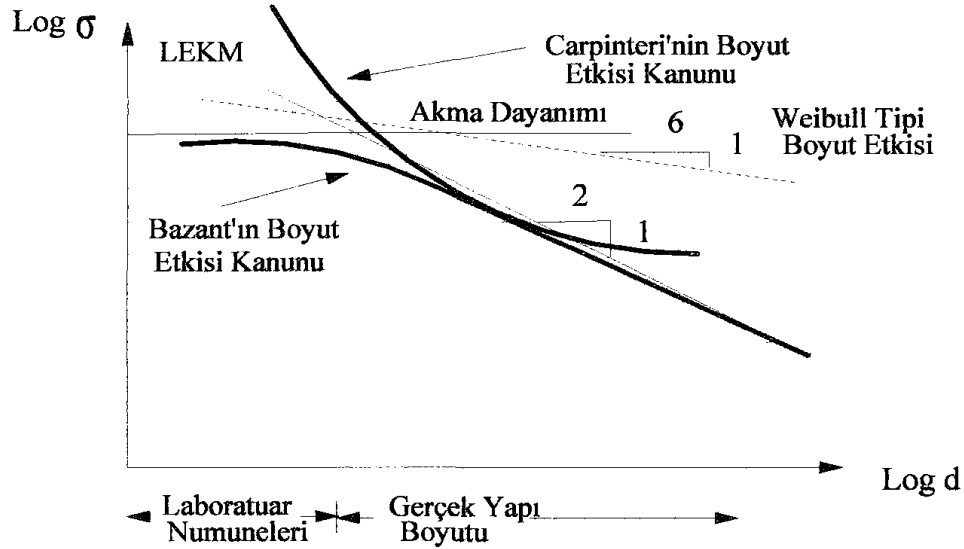 Log σ
LEKM
Carpinteri'nin Boyut
Etkisi Kanunu
Akma Dayanımı
6
1
Weibull Tipi
Boyut Etkisi
2
1
Bazant'ın Boyut
Etkisi Kanunu
Log d
Laboratuar
Numuneleri
Gerçek Yapı
Boyutu